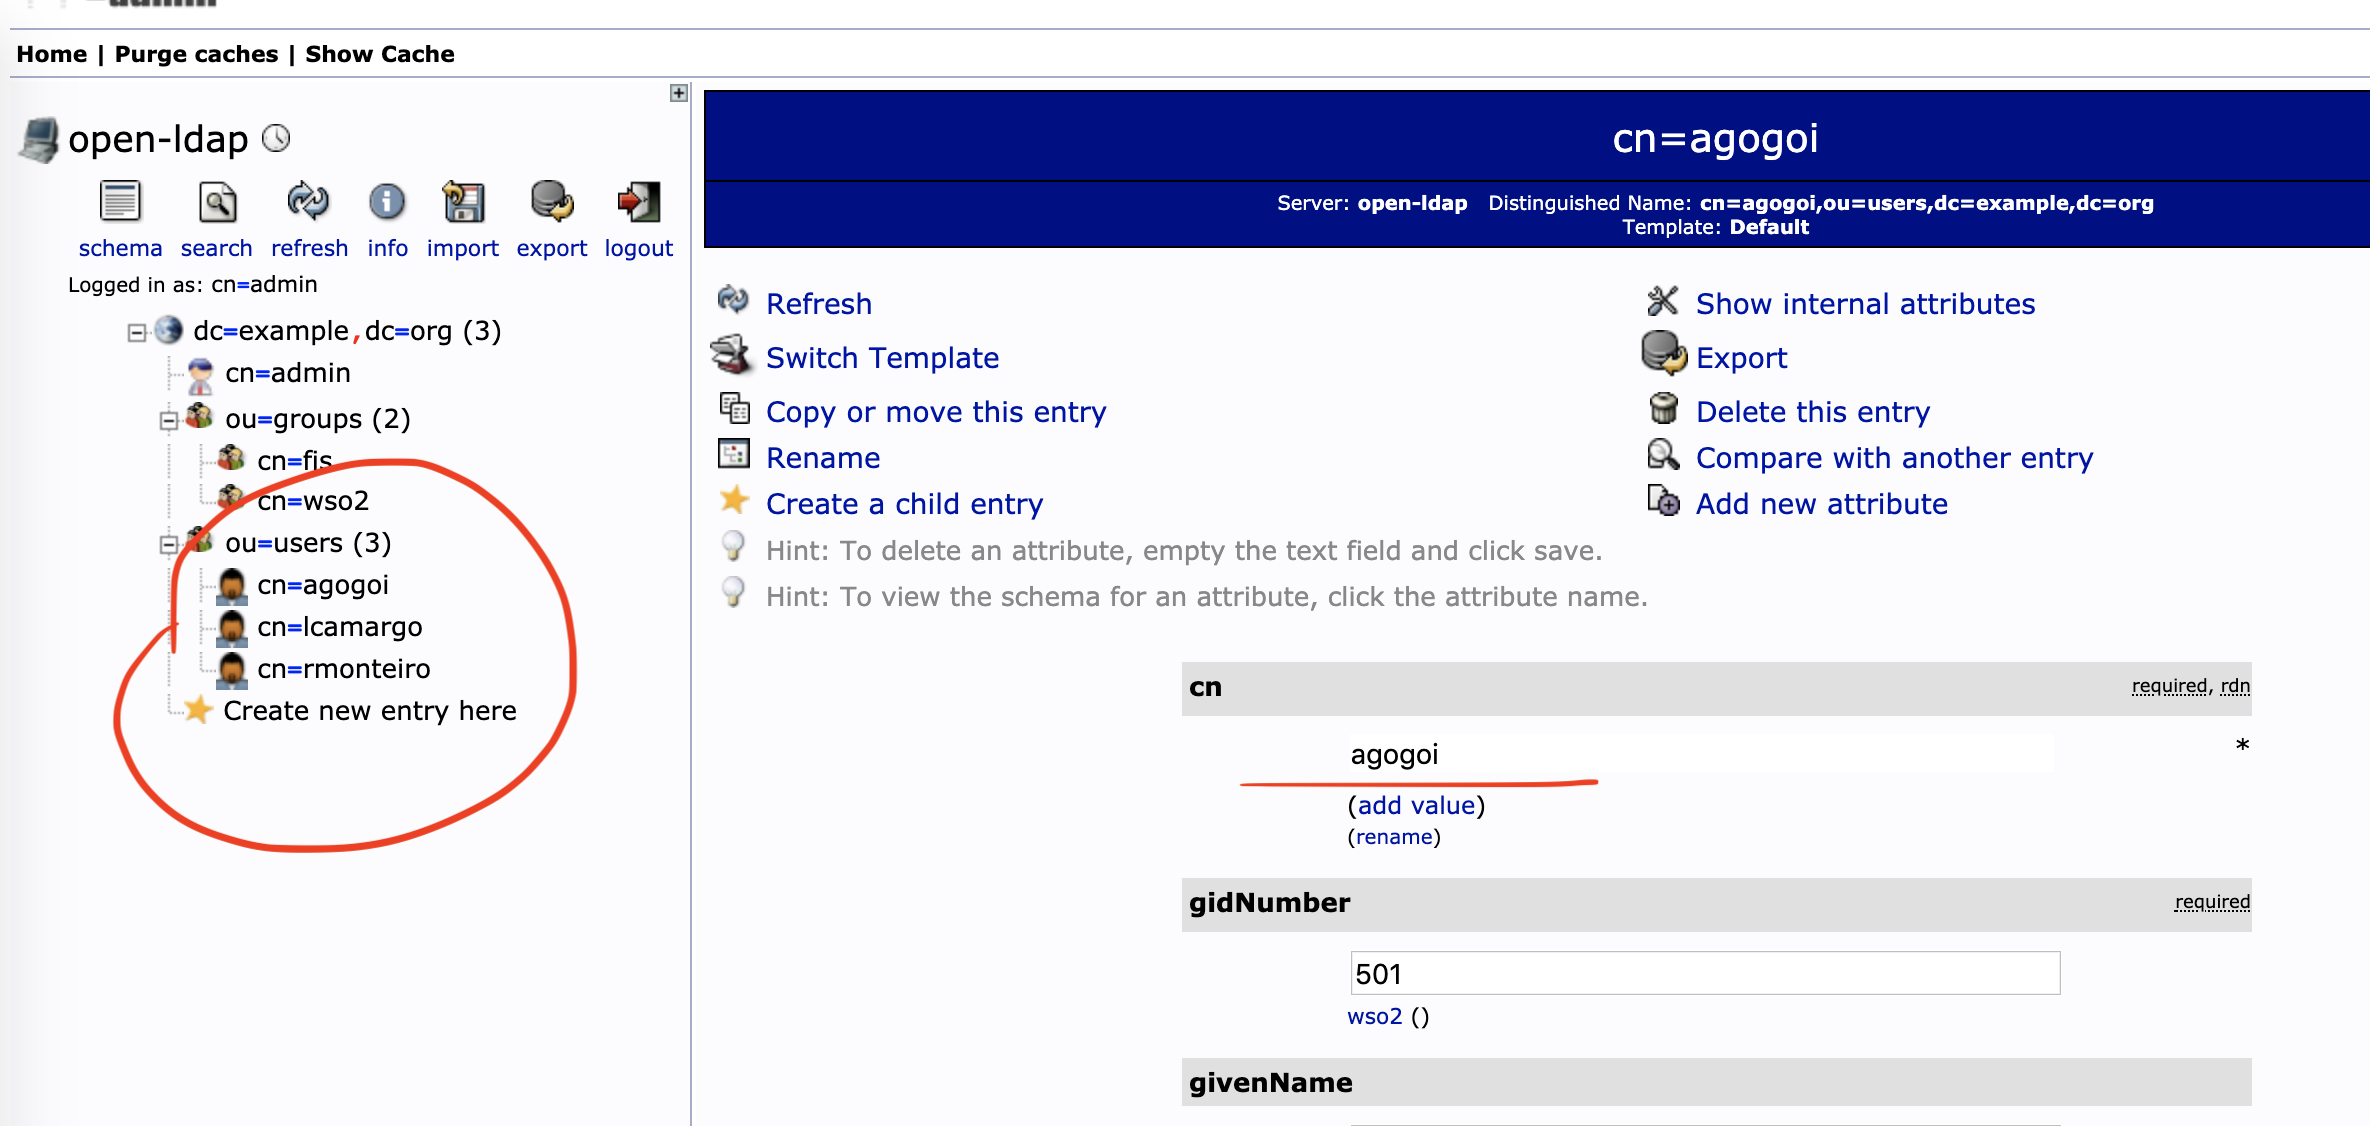 Home | Purge caches | Show Cache
open-ldap
schema search refresh info import export logout
Logged in as: cn=admin
dc=example,dc=org (3)
cn=admin
ou=groups (2)
cn=fis
cn=wso2
ou=users (3)
cn=agogoi
cn=lcamargo
cn=rmonteiro
Create new entry here
cn=agogoi
Server: open-ldap Distinguished Name: cn=agogoi,ou=users,dc=example,dc=org
Template: Default
Refresh
Show internal attributes
Switch Template
Export
Copy or move this entry
Delete this entry
Rename
Compare with another entry
Create a child entry
Add new attribute
Hint: To delete an attribute, empty the text field and click save.
Hint: To view the schema for an attribute, click the attribute name.
cn required, rdn
agogoi *
(add value)
(rename)
gidNumber required
501
wso2 ()
givenName